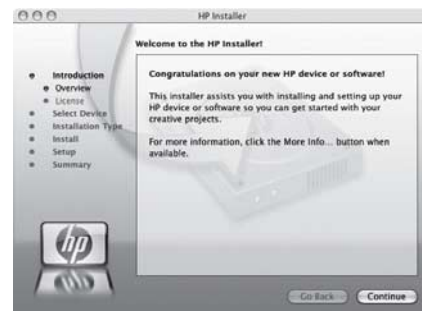 HP Installer
Welcome to the HP Installer!
Introduction
Overview
License
Select Device
Installation Type
Install
Setup
Summary
Congratulations on your new HP device or software!
This installer assists you with installing and setting up your
HP device or software so you can get started with your
creative projects.
For more information, click the More Info... button when
available.
hp
Go Back
Continue